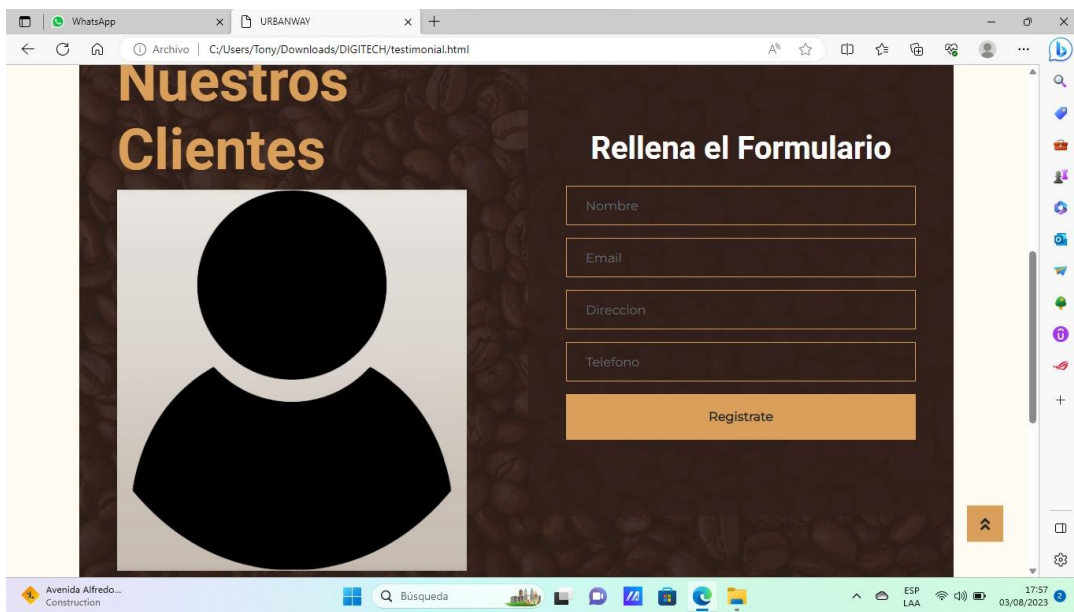 WhatsApp
URBANWAY
Archivo
C:/Users/Tony/Downloads/DIGITECH/testimonial.html
Nuestros
Clientes
Rellena el Formulario
Nombre
Email
Direccion
Telefono
Registrate
Avenida Alfredo...
Construction
Búsqueda
ESP
LAA
17:57
03/08/2023
2